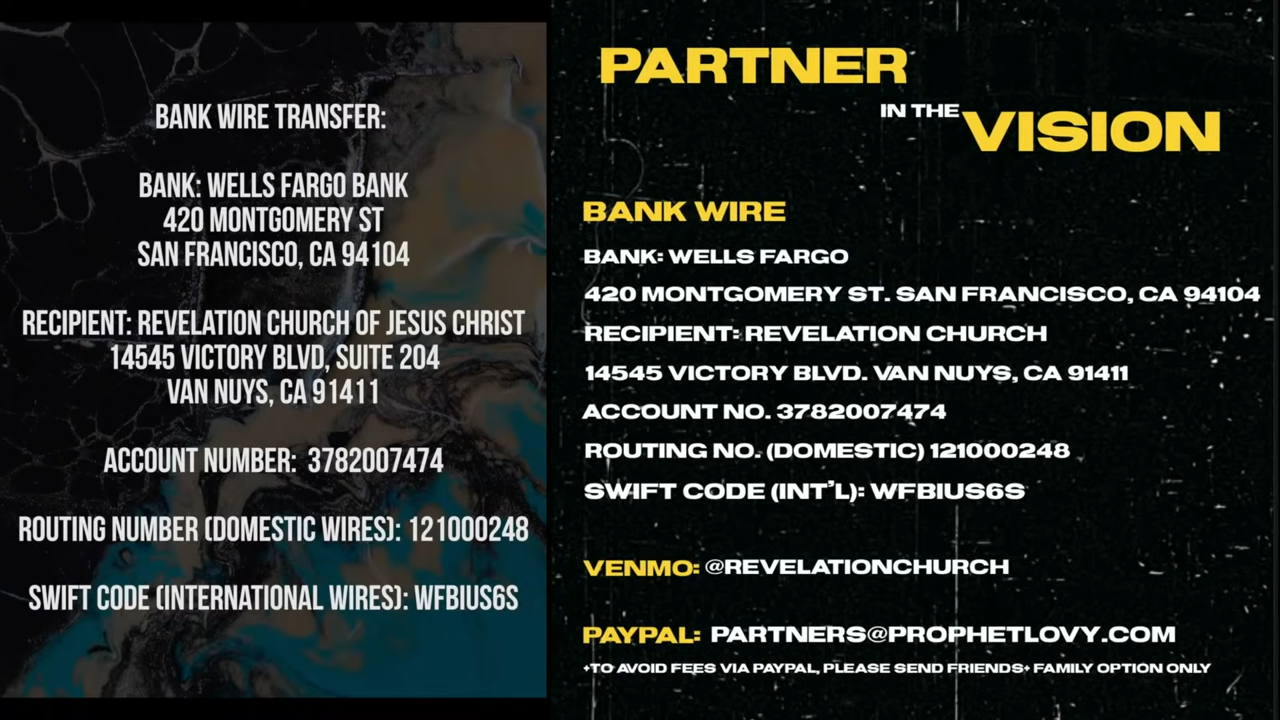 BANK WIRE TRANSFER:
BANK: WELLS FARGO BANK
420 MONTGOMERY ST
SAN FRANCISCO, CA 94104
RECIPIENT: REVELATION CHURCH OF JESUS CHRIST
14545 VICTORY BLVD, SUITE 204
VAN NUYS, CA 91411
ACCOUNT NUMBER: 3782007474
ROUTING NUMBER (DOMESTIC WIRES): 121000248
SWIFT CODE (INTERNATIONAL WIRES): WFBIUS6S
PARTNER
IN THE
VISION
BANK WIRE
BANK: WELLS FARGO
420 MONTGOMERY ST. SAN FRANCISCO, CA 94104
RECIPIENT: REVELATION CHURCH
14545 VICTORY BLVD. VAN NUYS, CA 91411
ACCOUNT NO. 3782007474
ROUTING NO. (DOMESTIC) 121000248
SWIFT CODE (INT'L): WFBIUS6S
VENMO: @REVELATIONCHURCH
PAYPAL: PARTNERS@PROPHETLOVY.COM
+TO AVOID FEES VIA PAYPAL, PLEASE SEND FRIENDS+ FAMILY OPTION ONLY